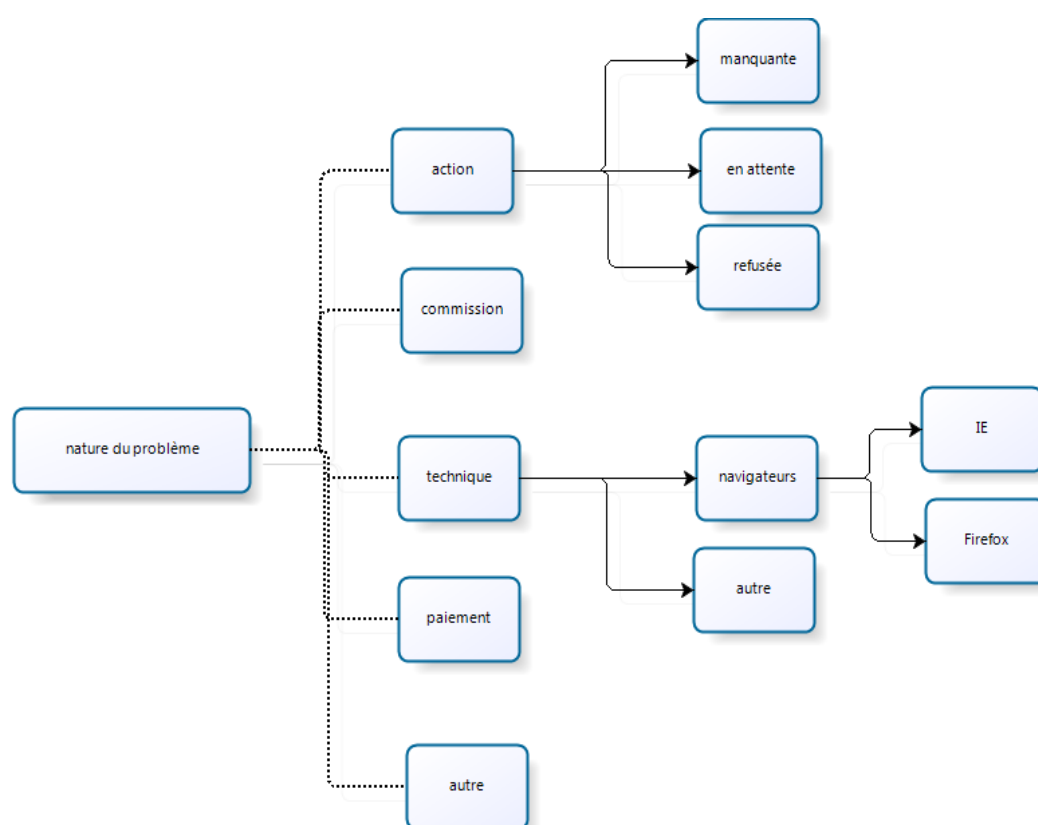 manquante
action
en attente
refusée
commission
nature du problème
technique
navigateurs
IE
Firefox
autre
paiement
autre